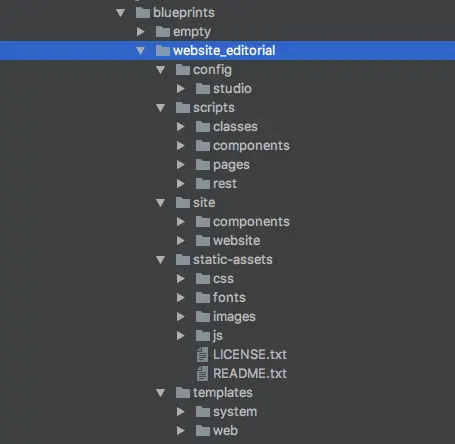 blueprints
empty
website_editorial
config
studio
scripts
classes
components
pages
rest
site
components
website
static-assets
css
fonts
images
js
LICENSE.txt
README.txt
templates
system
web